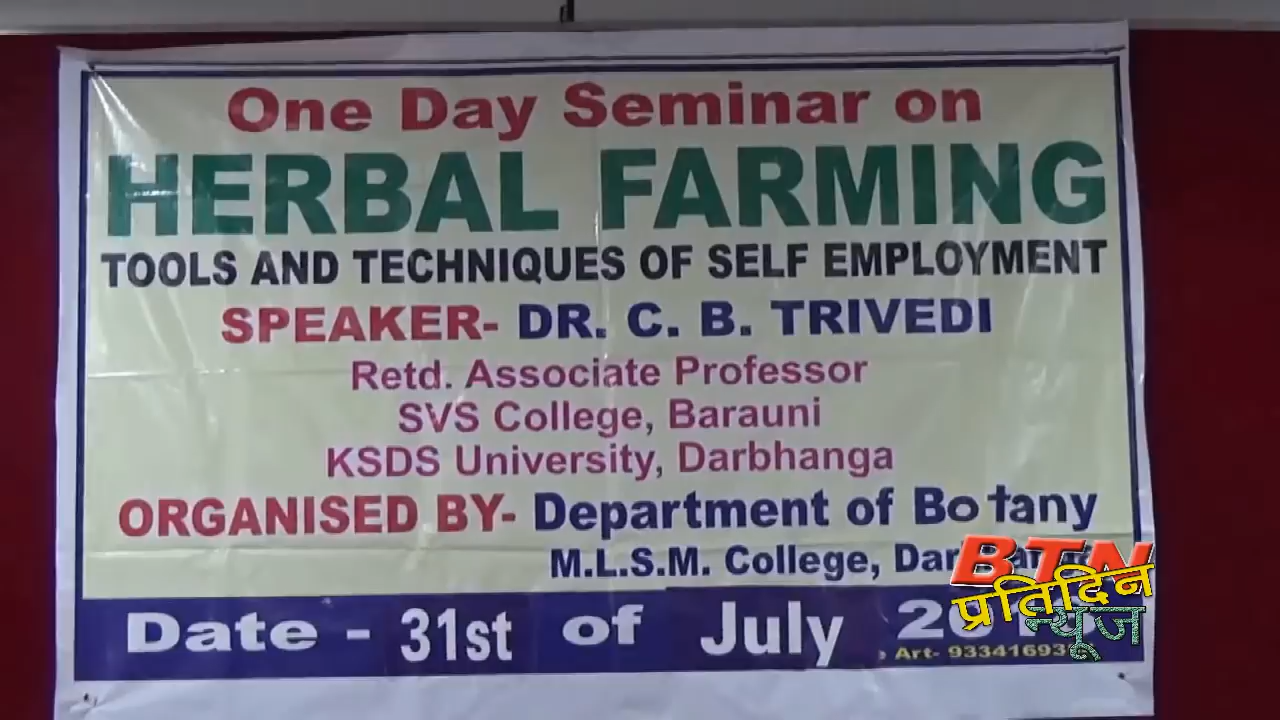 One Day Seminar on
HERBAL FARMING
TOOLS AND TECHNIQUES OF SELF EMPLOYMENT
SPEAKER- DR. C. B. TRIVEDI
Retd. Associate Professor
SVS College, Barauni
KSDS University, Darbhanga
ORGANISED BY- Department of Botany
M.L.S.M. College,
BTN
प्रतिदिन
न्यूज
Date - 31st of July
Art-